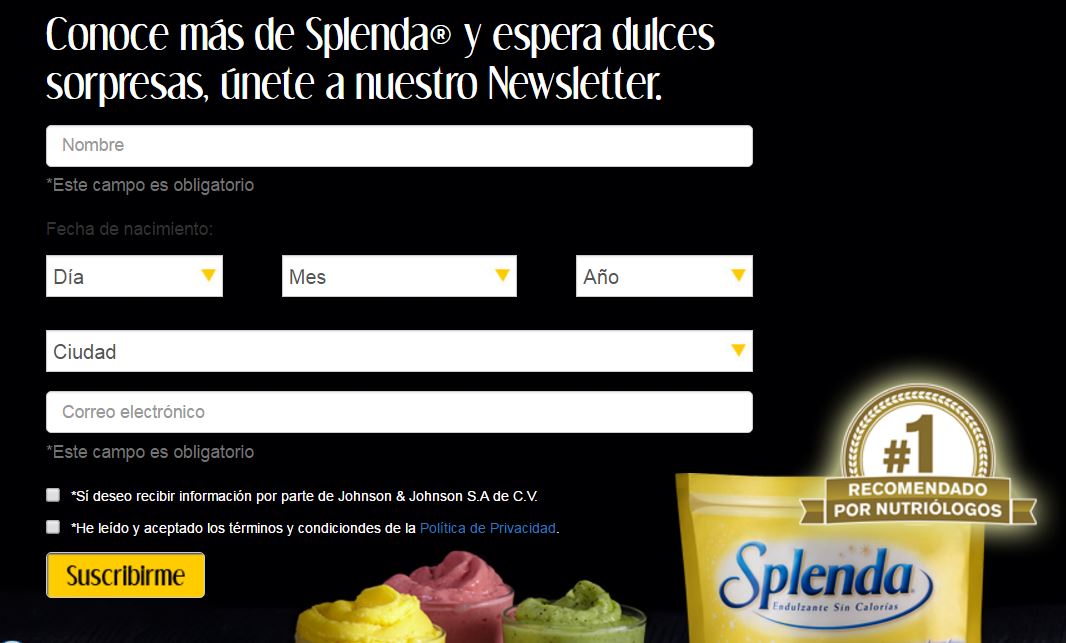 Conoce más de Splenda® y espera dulces
sorpresas, únete a nuestro Newsletter.
Nombre
*Este campo es obligatorio
Fecha de nacimiento:
Día Mes Año
Ciudad
Correo electrónico
*Este campo es obligatorio
*Sí deseo recibir información por parte de Johnson & Johnson S.A de C.V.
*He leído y aceptado los términos y condiciondes de la Política de Privacidad.
Suscribirme
#1
RECOMENDADO
POR NUTRIÓLOGOS
Splenda
Endulzante Sin Calorías